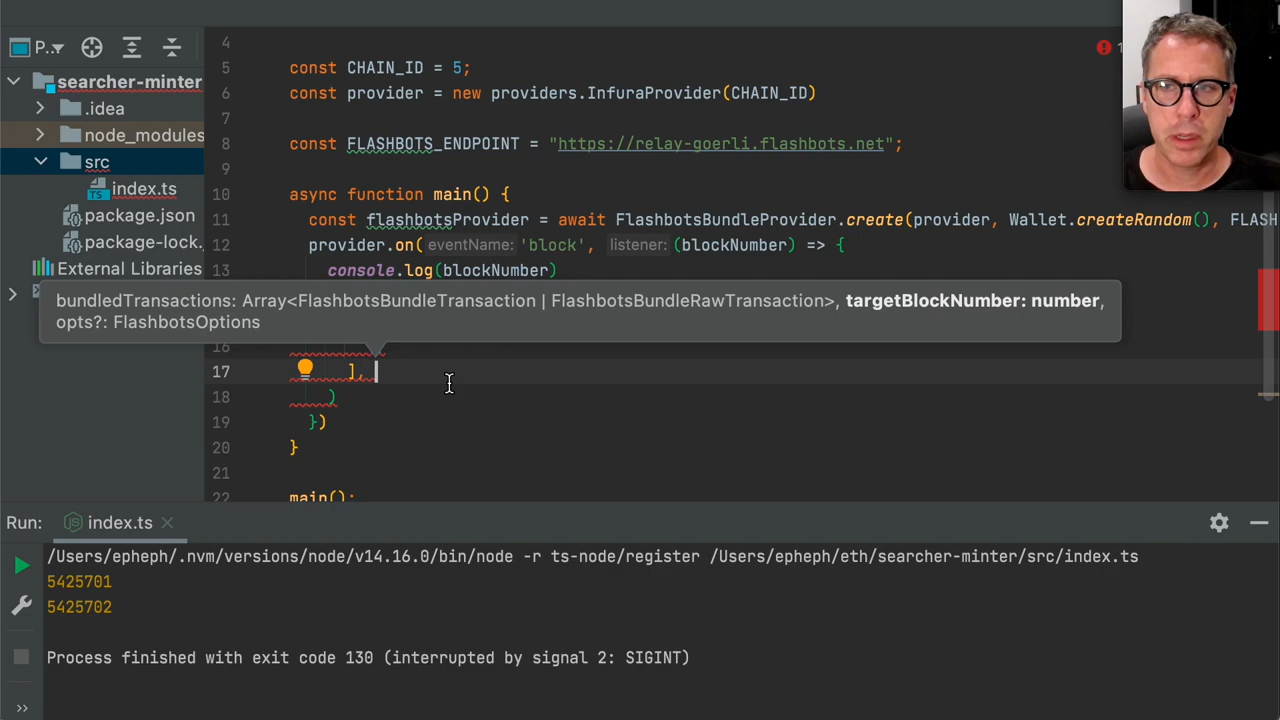 P...
searcher-minter
.idea
node_modules
src
index.ts
package.json
package-lock.
External Libraries
4
5 const CHAIN_ID = 5;
6 const provider = new providers.InfuraProvider(CHAIN_ID)
7
8 const FLASHBOTS_ENDPOINT = "https://relay-goerli.flashbots.net";
9
10 async function main() {
11 const flashbotsProvider = await FlashbotsBundleProvider.create(provider, Wallet.createRandom(), FLASH
12 provider.on( eventName: 'block', listener: (blockNumber) => {
13 console.log(blockNumber)
bundledTransactions: Array<FlashbotsBundleTransaction | FlashbotsBundleRawTransaction>, targetBlockNumber: number,
opts?: FlashbotsOptions
16
17 ],
18 )
19 })
20 }
21
22 main();
Run: index.ts
/Users/epheph/.nvm/versions/node/v14.16.0/bin/node -r ts-node/register /Users/epheph/eth/searcher-minter/src/index.ts
5425701
5425702
Process finished with exit code 130 (interrupted by signal 2: SIGINT)